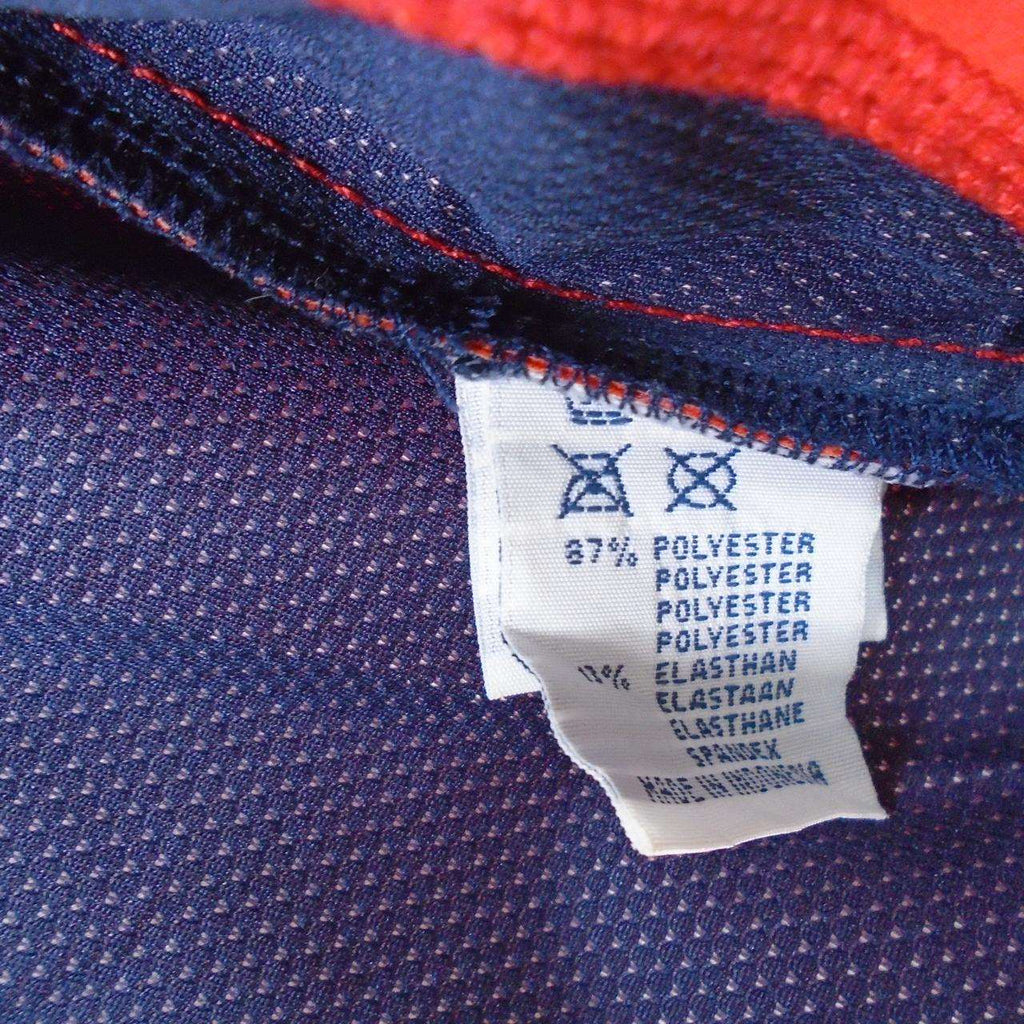 87% POLYESTER
POLYESTER
POLYESTER
POLYESTER
13% ELASTHAN
ELASTAAN
ELASTHANE
SPANDEX
MADE IN INDONESIA